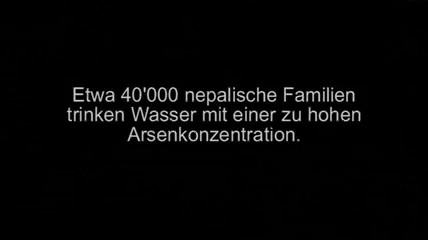 Etwa 40'000 nepalische Familien
trinken Wasser mit einer zu hohen
Arsenkonzentration.